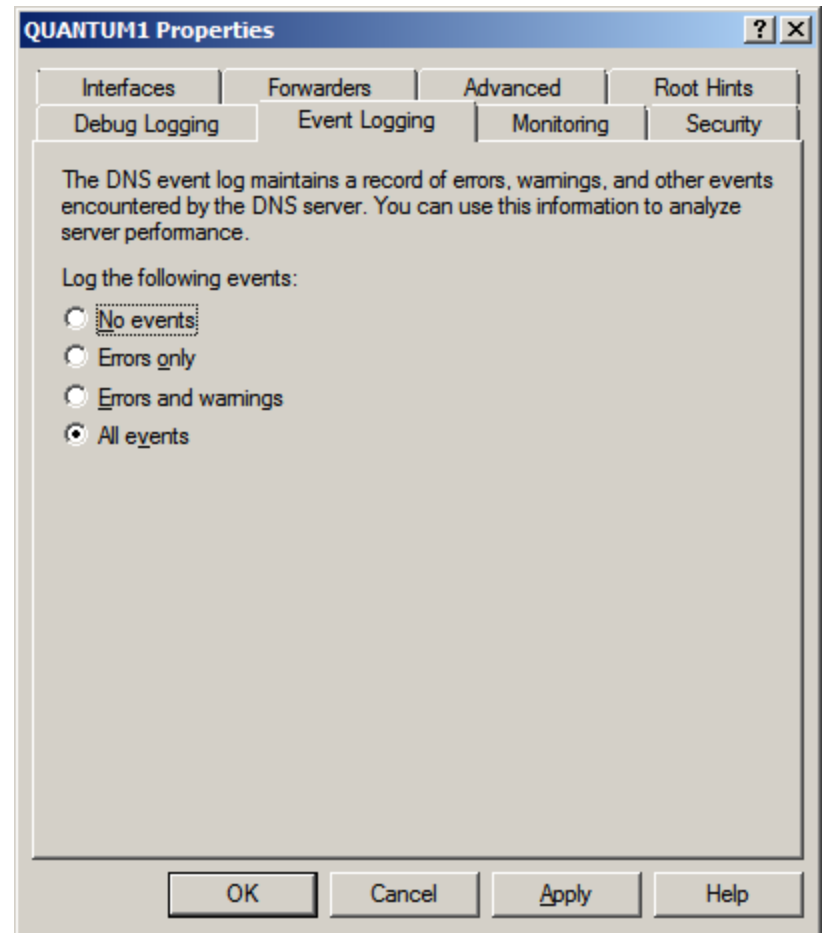 QUANTUM1 Properties
Interfaces
Forwarders
Advanced
Root Hints
Debug Logging
Event Logging
Monitoring
Security
The DNS event log maintains a record of errors, warnings, and other events
encountered by the DNS server. You can use this information to analyze
server performance.
Log the following events:
No events
Errors only
Errors and warnings
All events
OK
Cancel
Apply
Help